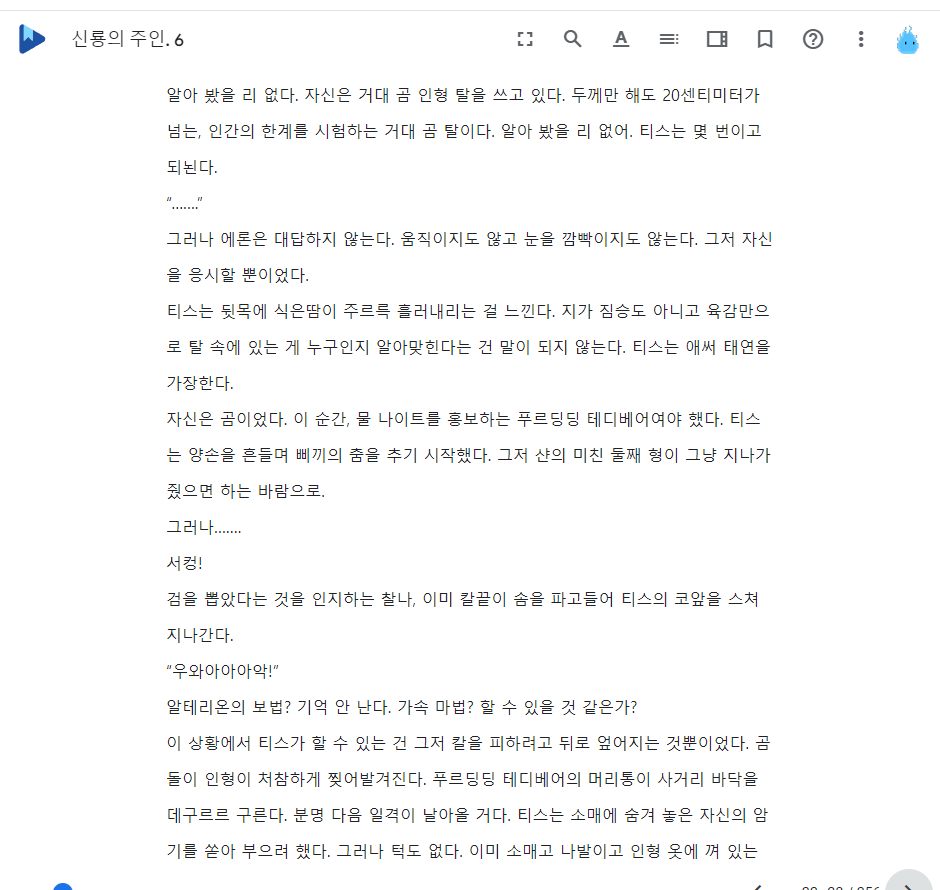 신룡의 주인. 6
알아 봤을 리 없다. 자신은 거대 곰 인형 탈을 쓰고 있다. 두께만 해도 20센티미터가
넘는, 인간의 한계를 시험하는 거대 곰 탈이다. 알아 봤을 리 없어. 티스는 몇 번이고
되뇐다.
“.......”
그러나 에론은 대답하지 않는다. 움직이지도 않고 눈을 깜빡이지도 않는다. 그저 자신
을 응시할 뿐이었다.
티스는 뒷목에 식은땀이 주르륵 흘러내리는 걸 느낀다. 지가 짐승도 아니고 육감만으
로 탈 속에 있는 게 누구인지 알아맞힌다는 건 말이 되지 않는다. 티스는 애써 태연을
가장한다.
자신은 곰이었다. 이 순간, 물 나이트를 홍보하는 푸르딩딩 테디베어여야 했다. 티스
는 양손을 흔들며 삐끼의 춤을 추기 시작했다. 그저 샨의 미친 둘째 형이 그냥 지나가
줬으면 하는 바람으로.
그러나.......
서컹!
검을 뽑았다는 것을 인지하는 찰나, 이미 칼끝이 솜을 파고들어 티스의 코앞을 스쳐
지나간다.
“우와아아아악!”
알테리온의 보법? 기억 안 난다. 가속 마법? 할 수 있을 것 같은가?
이 상황에서 티스가 할 수 있는 건 그저 칼을 피하려고 뒤로 엎어지는 것뿐이었다. 곰
돌이 인형이 처참하게 찢어발겨진다. 푸르딩딩 테디베어의 머리통이 사거리 바닥을
데구르르 구른다. 분명 다음 일격이 날아올 거다. 티스는 소매에 숨겨 놓은 자신의 암
기를 쏟아 부으려 했다. 그러나 턱도 없다. 이미 소매고 나발이고 인형 옷에 껴 있는